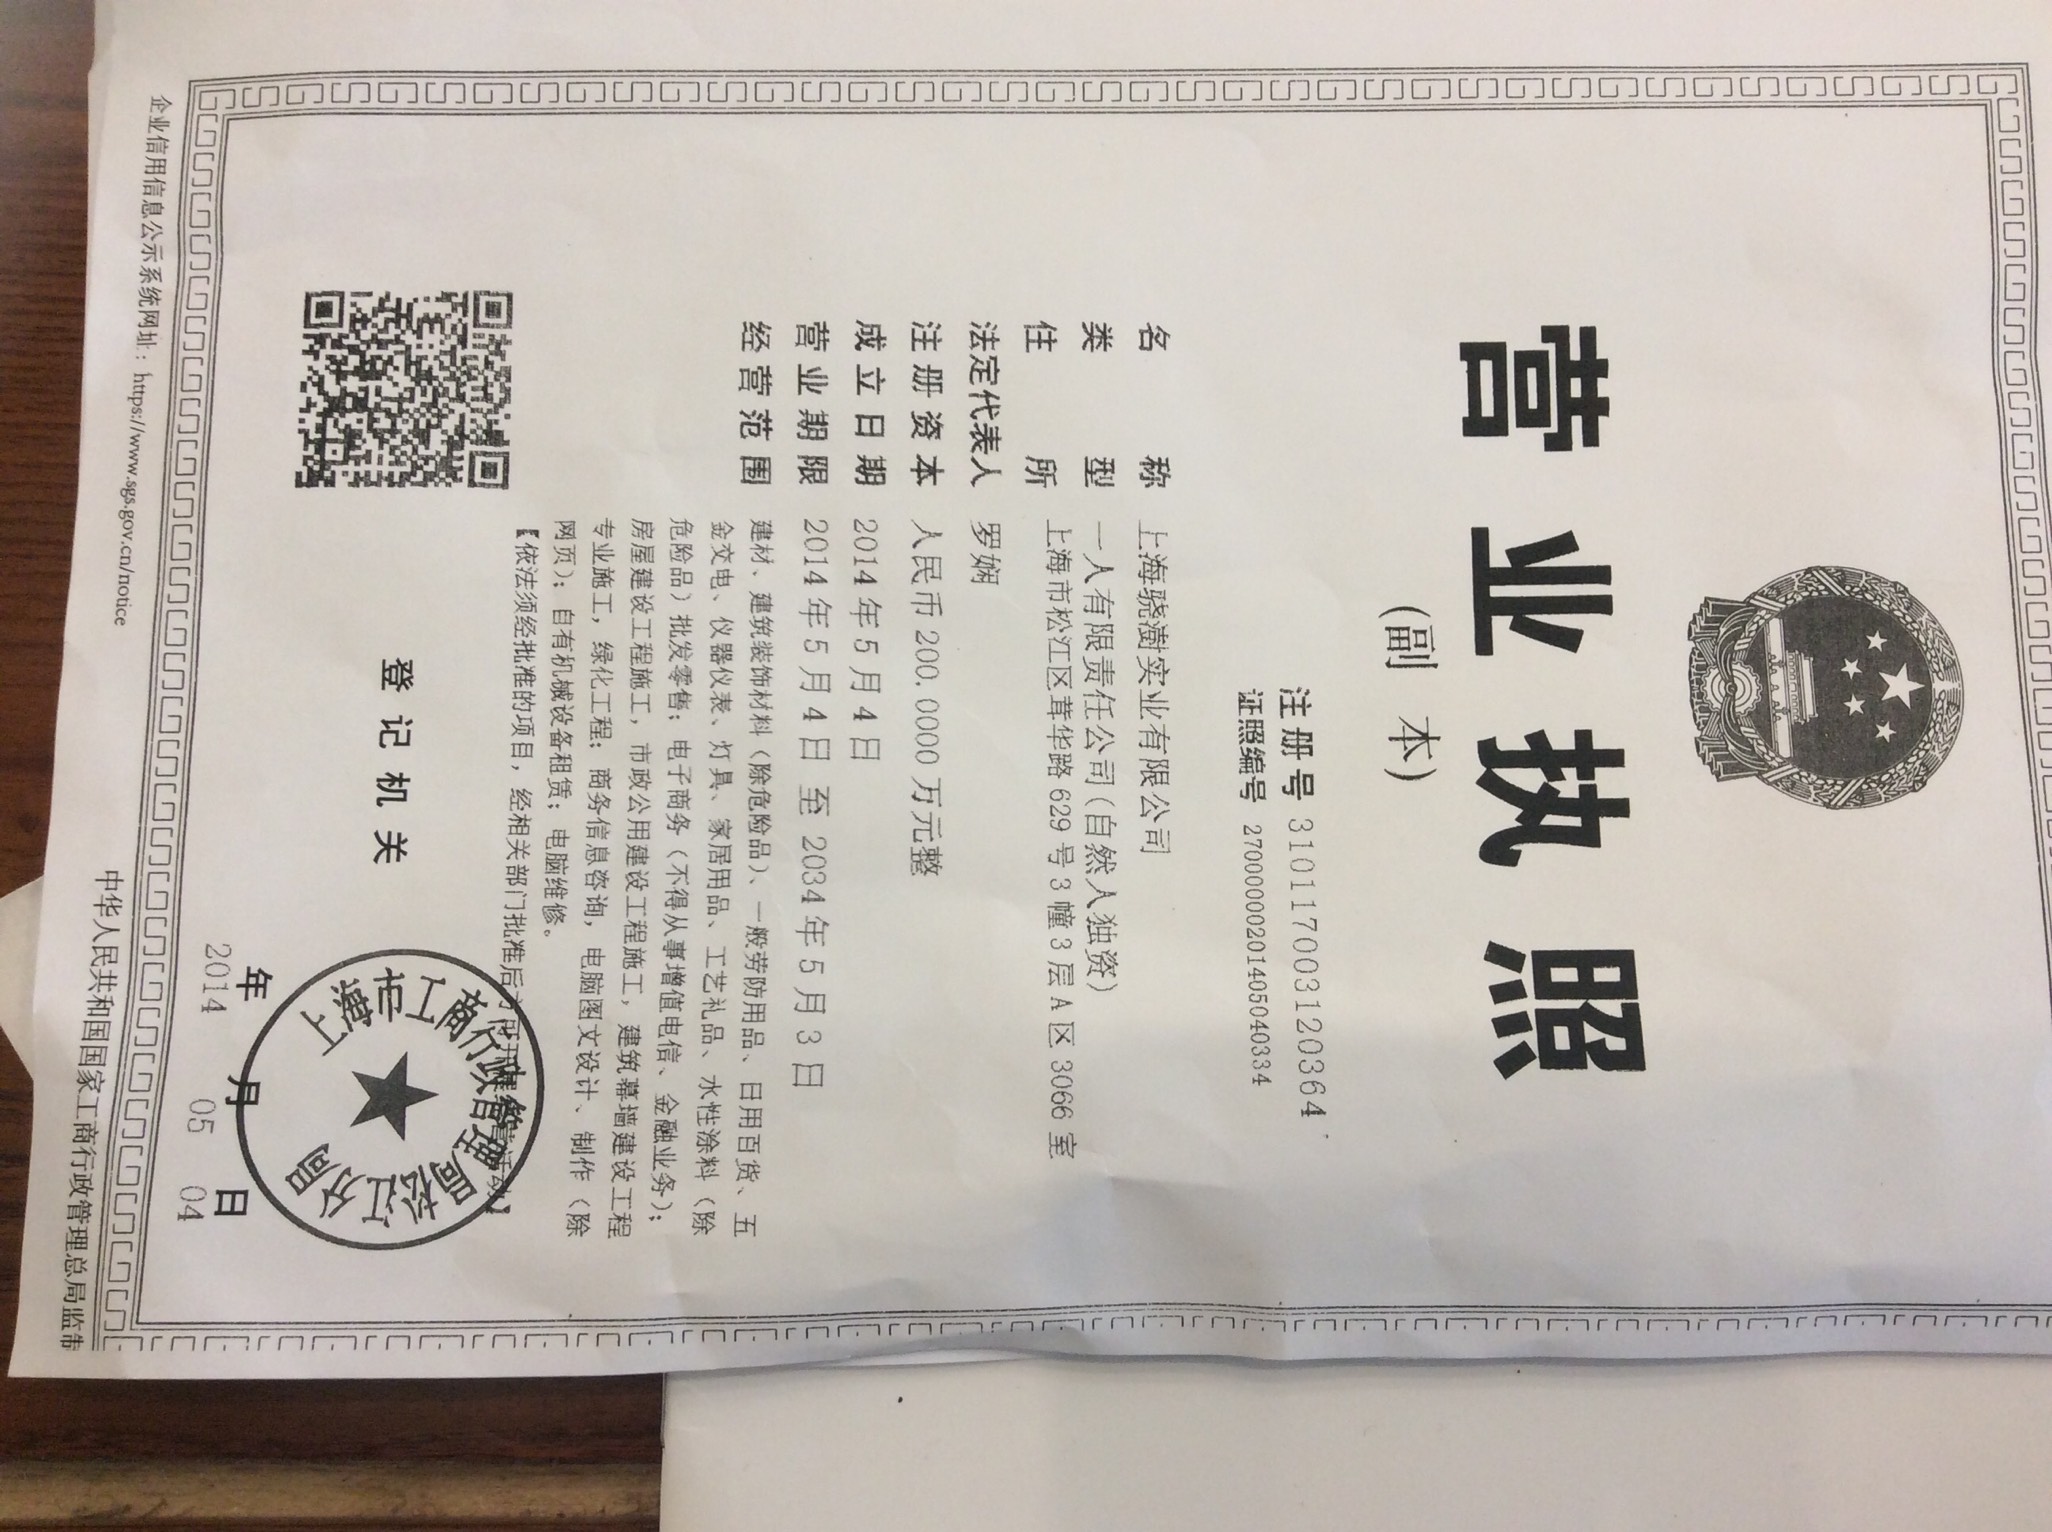 营业执照
(副 本)
注册号 310117003120364
证照编号 27000002014050403​34
名称 上海骁澍实业有限公司
类型 一人有限责任公司(自然人独资)
住所 上海市松江区茸华路629号3幢3层A区3066室
法定代表人 罗娴
注册资本 人民币200.0000万元整
成立日期 2014年5月4日
营业期限 2014年5月4日 至 2034年5月3日
经营范围 建材、建筑装饰材料(除危险品)、一般劳防用品、日用百货、五
金交电、仪器仪表、灯具、家居用品、工艺礼品、水性涂料(除
危险品)批发零售;电子商务(不得从事增值电信、金融业务);
房屋建设工程施工,市政公用建设工程施工,建筑幕墙建设工程
专业施工,绿化工程;商务信息咨询,电脑图文设计、制作(除
网页);自有机械设备租赁;电脑维修。
【依法须经批准的项目,经相关部门批准后方可开展经营活动】
登记机关
上海市工商行政管理局
松江分局
年 月 日
2014 05 04
企业信用信息公示系统网址:https://www.sgs.gov.cn/notice
中华人民共和国国家工商行政管理总局监制